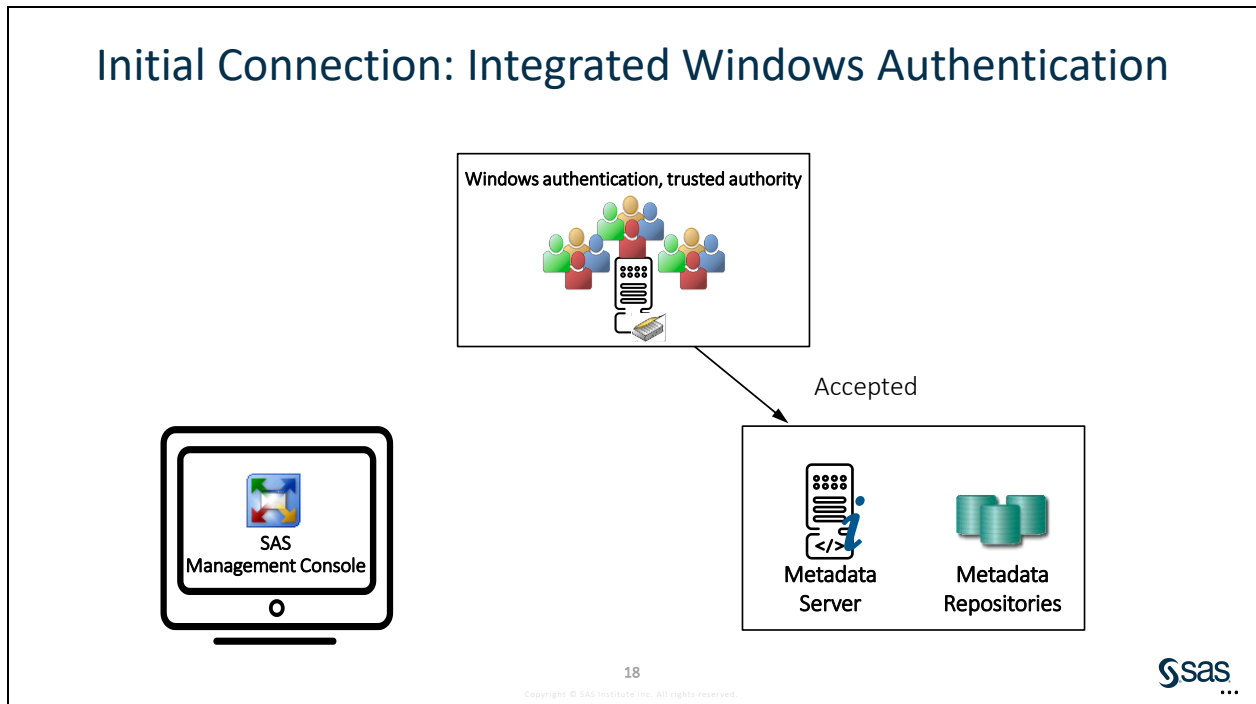 Initial Connection: Integrated Windows Authentication
Windows authentication, trusted authority
Accepted
SAS
Management Console
</>
i
Metadata
Server
Metadata
Repositories
18
Copyright © SAS Institute Inc. All rights reserved.
sas
...